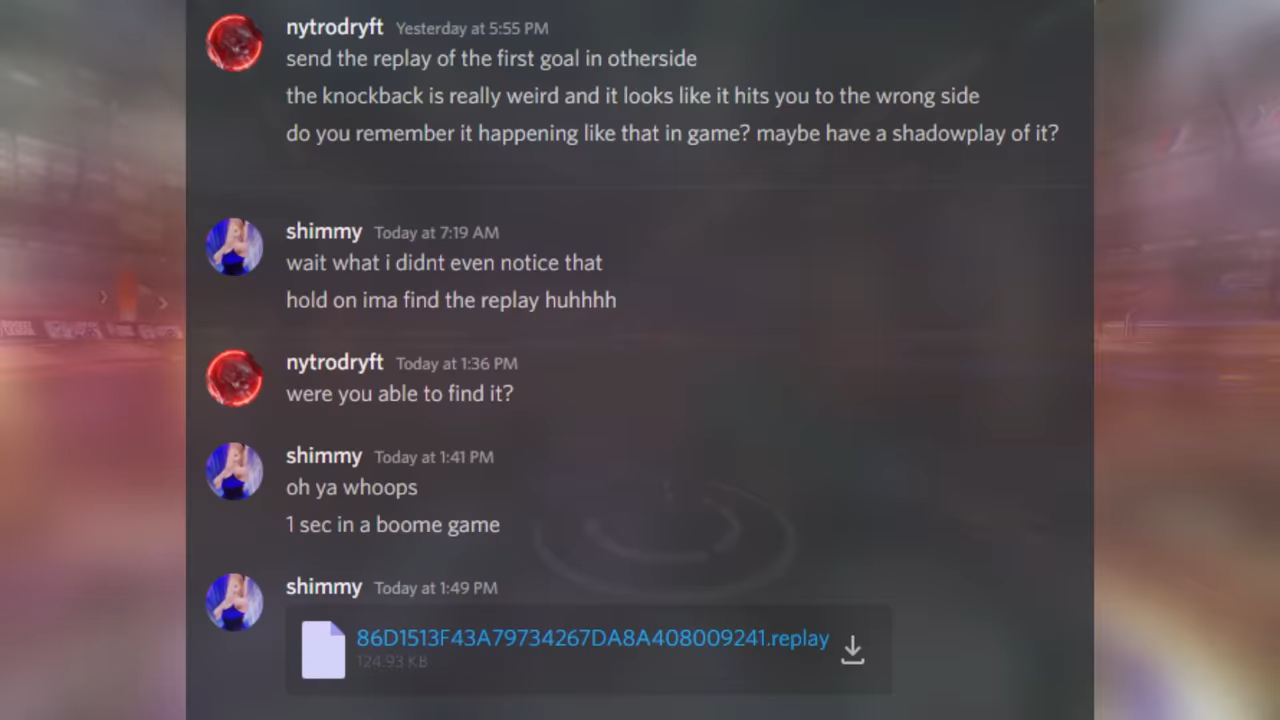 nytrodryft Yesterday at 5:55 PM
send the replay of the first goal in otherside
the knockback is really weird and it looks like it hits you to the wrong side
do you remember it happening like that in game? maybe have a shadowplay of it?
shimmy Today at 7:19 AM
wait what i didnt even notice that
hold on ima find the replay huhhhh
nytrodryft Today at 1:36 PM
were you able to find it?
shimmy Today at 1:41 PM
oh ya whoops
1 sec in a boome game
shimmy Today at 1:49 PM
86D1513F43A79734267DA8A408009241.replay
124.93 KB